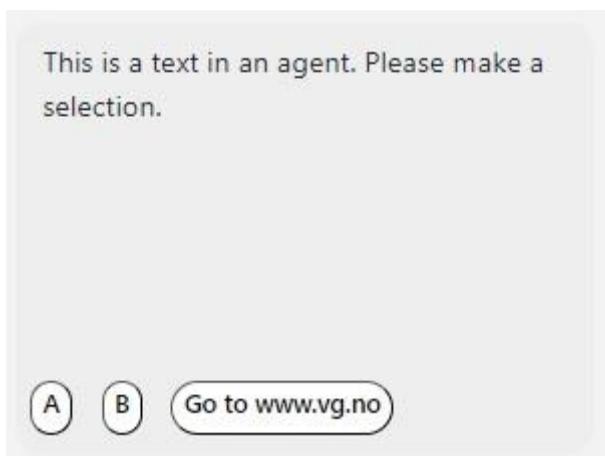 This is a text in an agent. Please make a
selection.
A B Go to www.vg.no